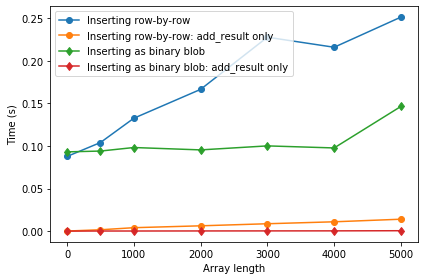 0.25
0.20
0.15
0.10
0.05
0.00
Time (s)
Inserting row-by-row
Inserting row-by-row: add_result only
Inserting as binary blob
Inserting as binary blob: add_result only
0 1000 2000 3000 4000 5000
Array length